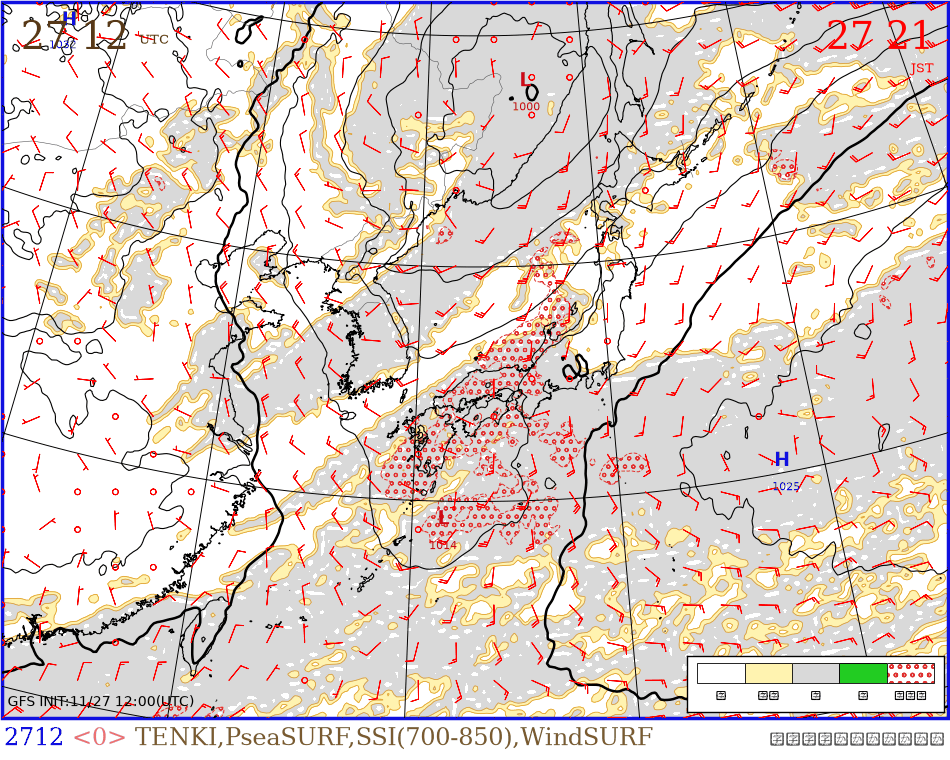 27 12 UTC
27 21
JST
H
1032
L
1000
H
1025
L
1014
GFS INIT:11/27 12:00(UTC)
2712 <0> TENKI,PseaSURF,SSI(700-850),WindSURF